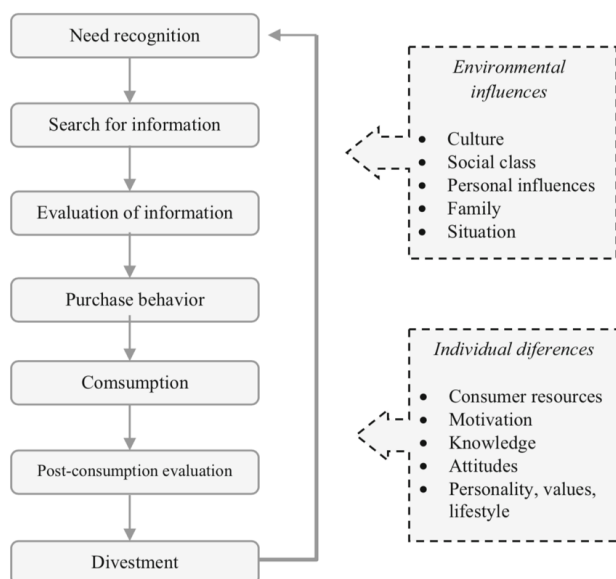 Need recognition
Search for information
Evaluation of information
Purchase behavior
Comsumption
Post-consumption evaluation
Divestment
Environmental
influences
• Culture
• Social class
• Personal influences
• Family
• Situation
Individual diferences
• Consumer resources
• Motivation
• Knowledge
• Attitudes
• Personality, values,
lifestyle